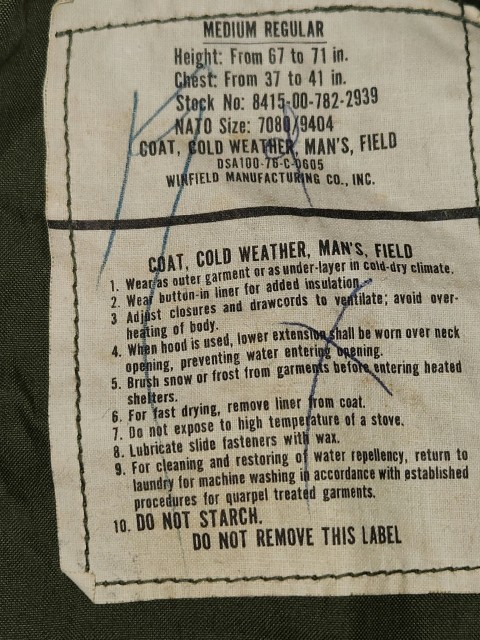 MEDIUM REGULAR
Height: From 67 to 71 in.
Chest: From 37 to 41 in.
Stock No: 8415-00-782-2939
NATO Size: 7080/9404
COAT, COLD WEATHER, MAN'S, FIELD
DSA100-76-C-0605
WINFIELD MANUFACTURING CO., INC.
COAT, COLD WEATHER, MAN'S, FIELD
1. Wear as outer garment or as under-layer in cold-dry climate.
2. Wear button-in liner for added insulation.
3 Adjust closures and drawcords to ventilate; avoid over-
heating of body.
4. When hood is used, lower extension shall be worn over neck
opening, preventing water entering opening.
5. Brush snow or frost from garments before entering heated
shelters.
6. For fast drying, remove liner from coat.
7. Do not expose to high temperature of a stove.
8. Lubricate slide fasteners with wax.
9. For cleaning and restoring of water repellency, return to
laundry for machine washing in accordance with established
procedures for quarpel treated garments.
10. DO NOT STARCH.
DO NOT REMOVE THIS LABEL